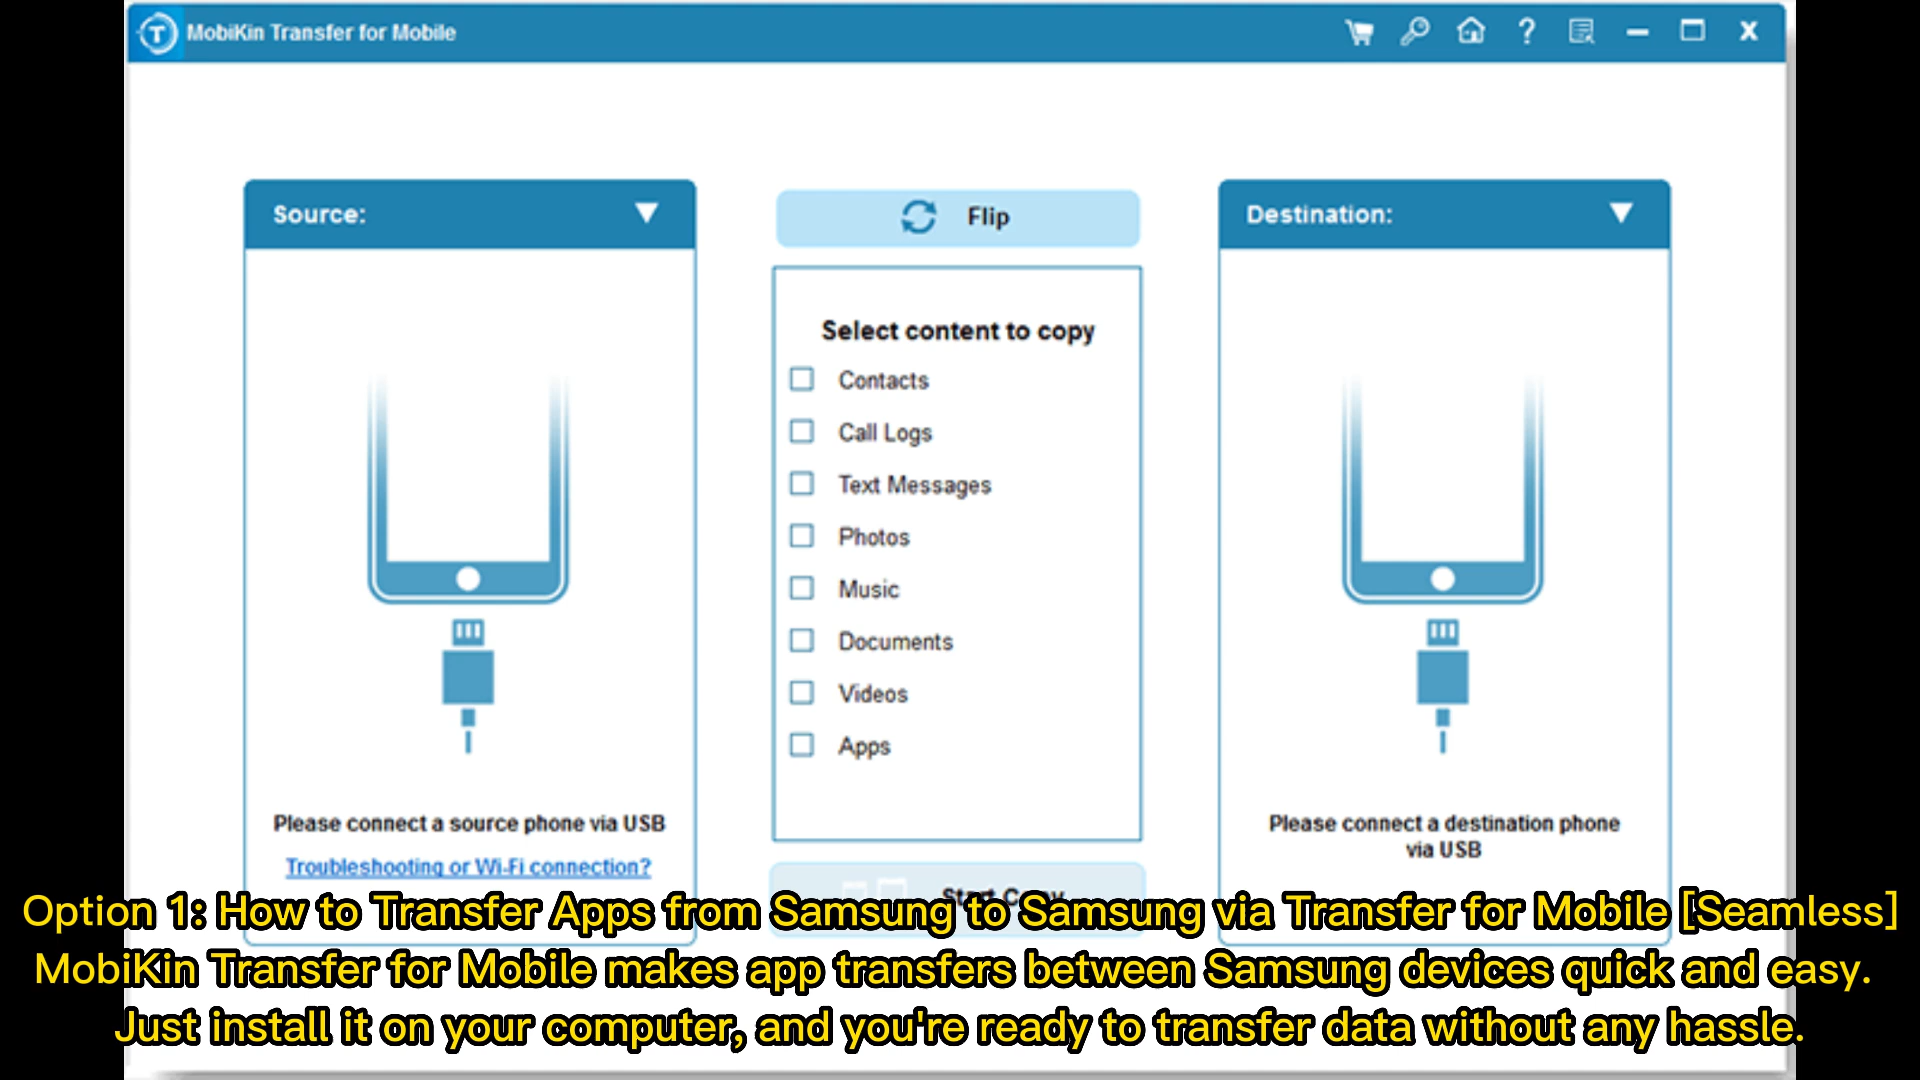 MobiKin Transfer for Mobile
Source:
Flip
Destination:
Select content to copy
Contacts
Call Logs
Text Messages
Photos
Music
Documents
Videos
Apps
Please connect a source phone via USB
Troubleshooting or Wi-Fi connection?
Please connect a destination phone
via USB
Start Copy
Option 1: How to Transfer Apps from Samsung to Samsung via Transfer for Mobile [Seamless]
MobiKin Transfer for Mobile makes app transfers between Samsung devices quick and easy.
Just install it on your computer, and you're ready to transfer data without any hassle.